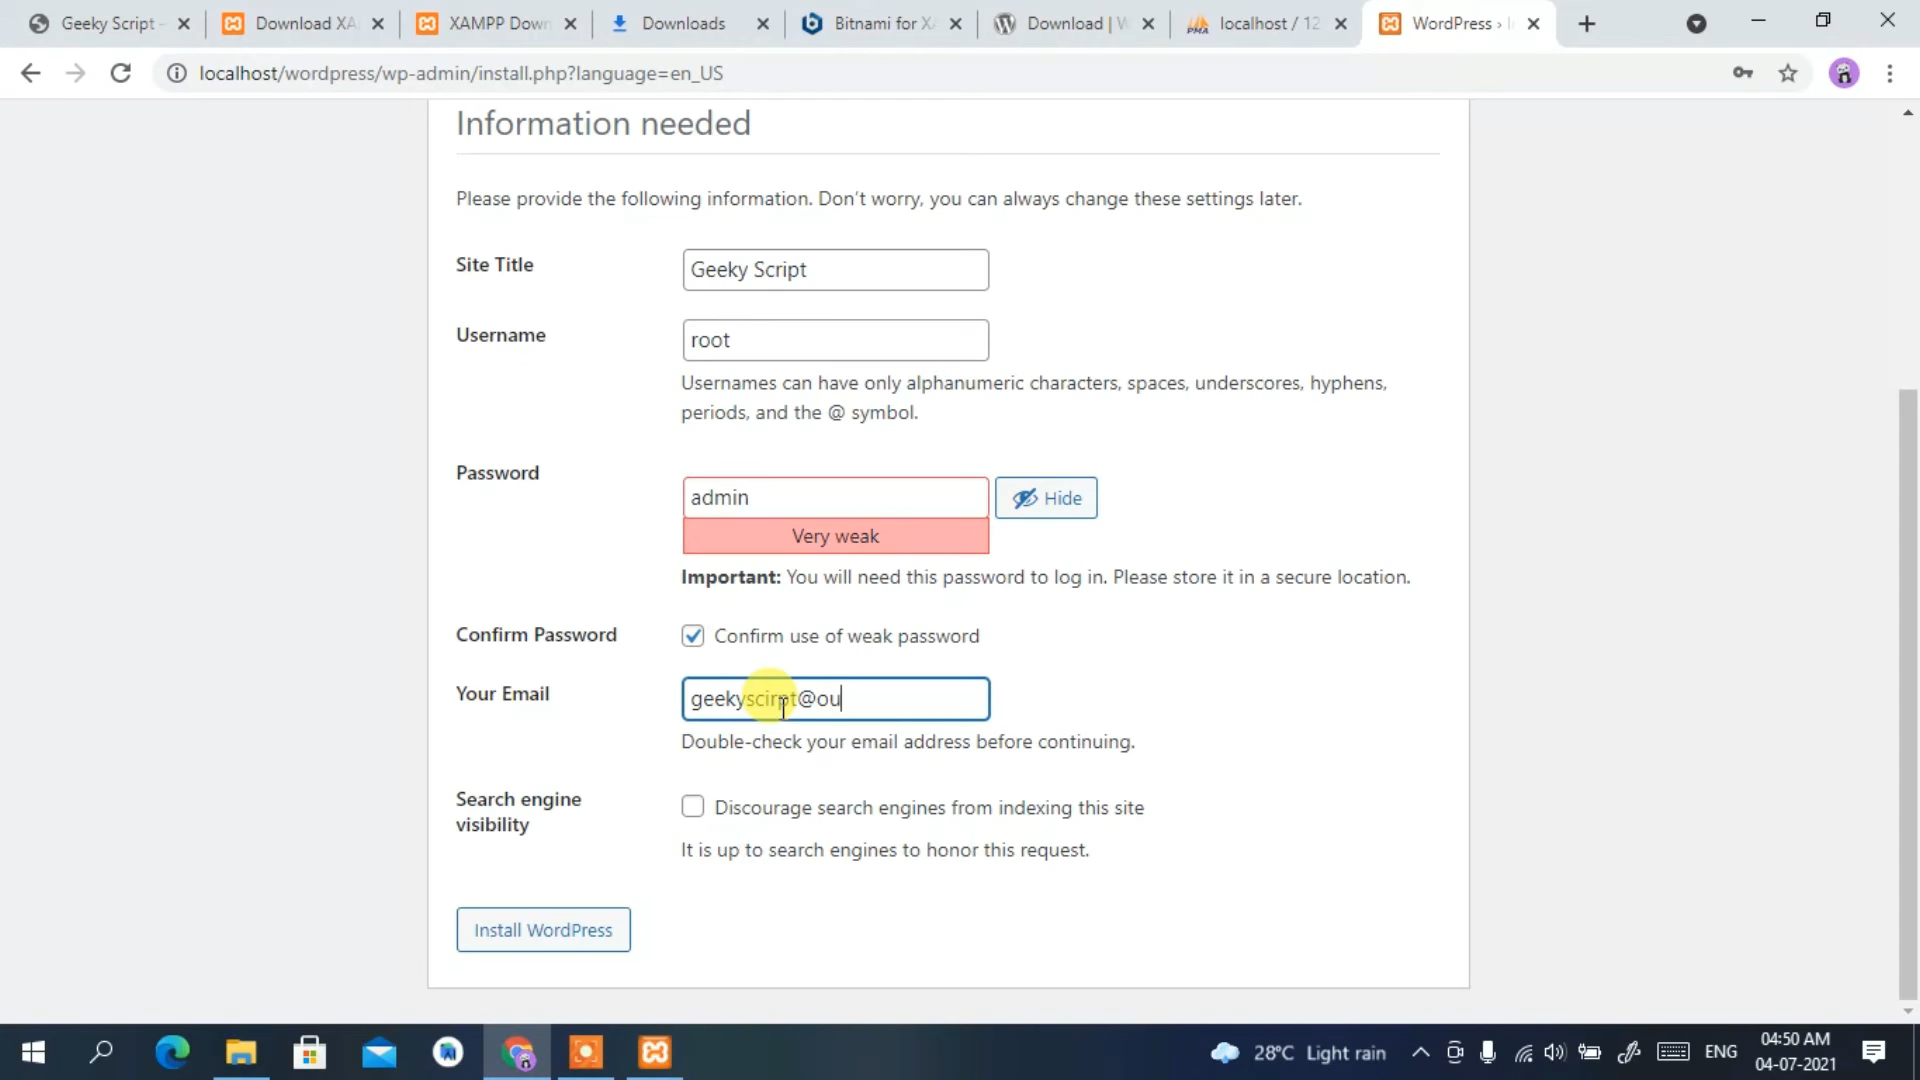 Geeky Script -
Download XA
XAMPP Down
Downloads
Bitnami for X
Download | W
PMA
localhost / 12
WordPress › I
localhost/wordpress/wp-admin/install.php?language=en_US
Information needed
Please provide the following information. Don’t worry, you can always change these settings later.
Site Title
Geeky Script
Username
root
Usernames can have only alphanumeric characters, spaces, underscores, hyphens,
periods, and the @ symbol.
Password
admin
Hide
Very weak
Important: You will need this password to log in. Please store it in a secure location.
Confirm Password
Confirm use of weak password
Your Email
geekyscirpt@ou
Double-check your email address before continuing.
Search engine
visibility
Discourage search engines from indexing this site
It is up to search engines to honor this request.
Install WordPress
28°C Light rain
ENG
04:50 AM
04-07-2021